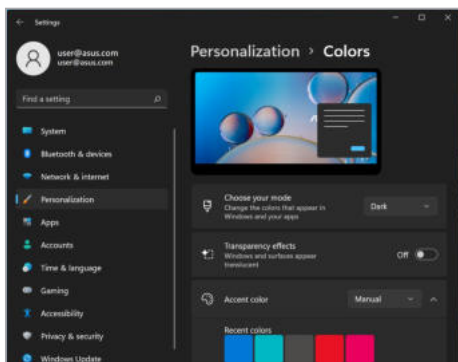 Settings
user@asus.com
user@asus.com
Find a setting
System
Bluetooth & devices
Network & internet
Personalization
Apps
Accounts
Time & language
Gaming
Accessibility
Privacy & security
Windows Update
Personalization > Colors
Choose your mode
Change the colors that appear in
Windows and your apps
Dark
Transparency effects
Windows and surfaces appear
translucent
Off
Accent color
Manual
Recent colors